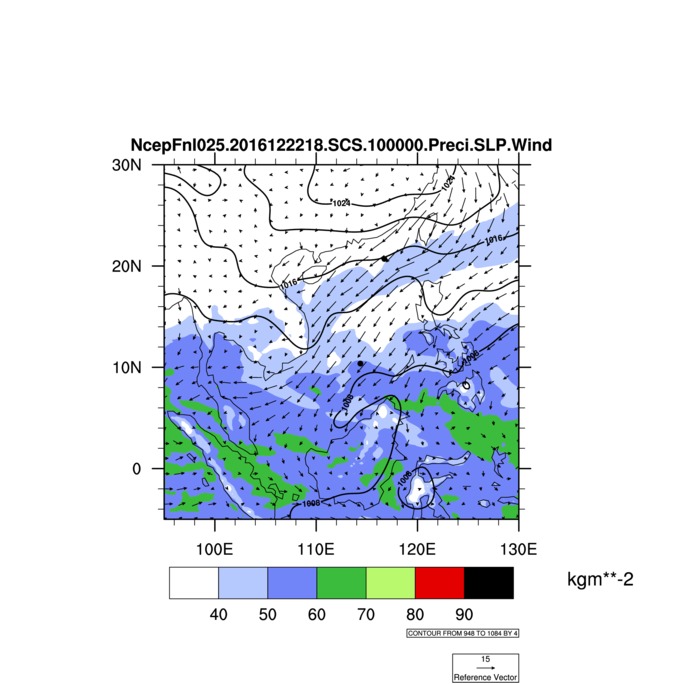 NcepFnl025.2016122218.SCS.100000.Preci.SLP.Wind
30N
20N
10N
0
1024
1024
1016
1016
1008
1008
1008
1008
100E
110E
120E
130E
40
50
60
70
80
90
kgm**-2
CONTOUR FROM 948 TO 1084 BY 4
15
Reference Vector